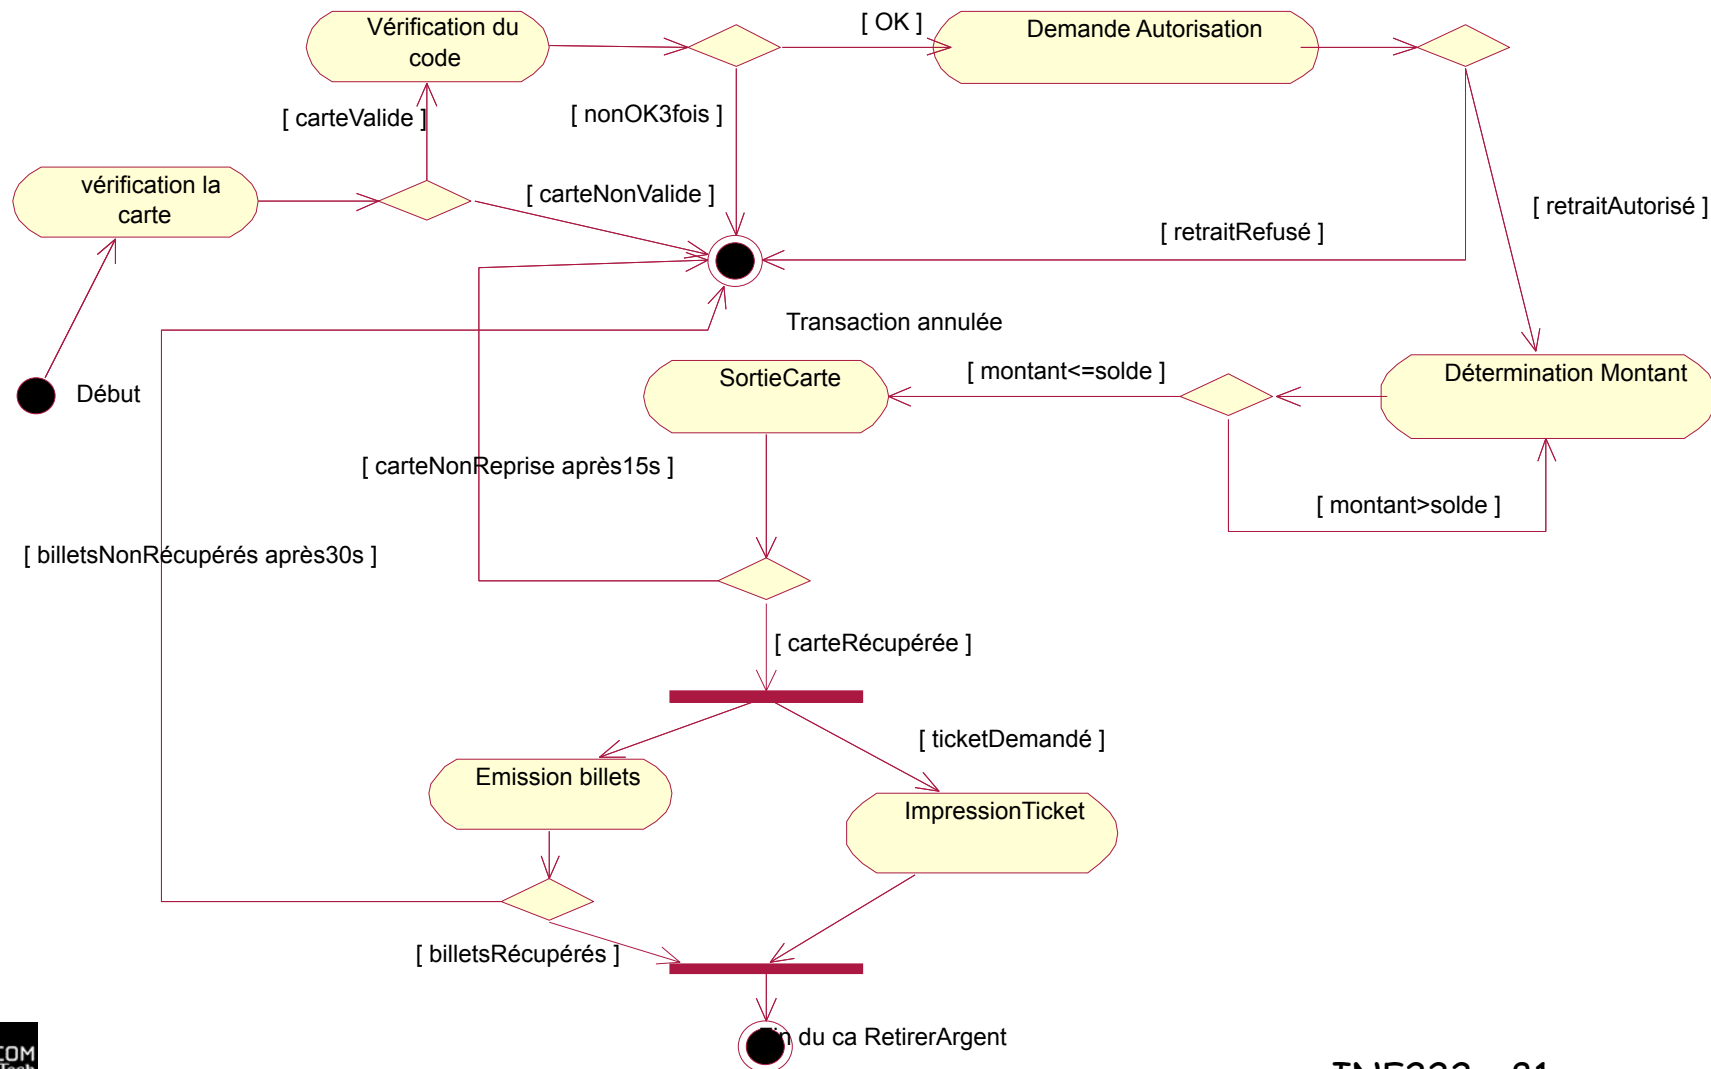 Vérification du
code
[ OK ]
Demande Autorisation
[ carteValide ]
[ nonOK3fois ]
vérification la
carte
[ carteNonValide ]
[ retraitAutorisé ]
[ retraitRefusé ]
Transaction annulée
Début
SortieCarte
[ montant<=solde ]
Détermination Montant
[ carteNonReprise après15s ]
[ montant>solde ]
[ billetsNonRécupérés après30s ]
[ carteRécupérée ]
[ ticketDemandé ]
Emission billets
ImpressionTicket
[ billetsRécupérés ]
Fin du ca RetirerArgent